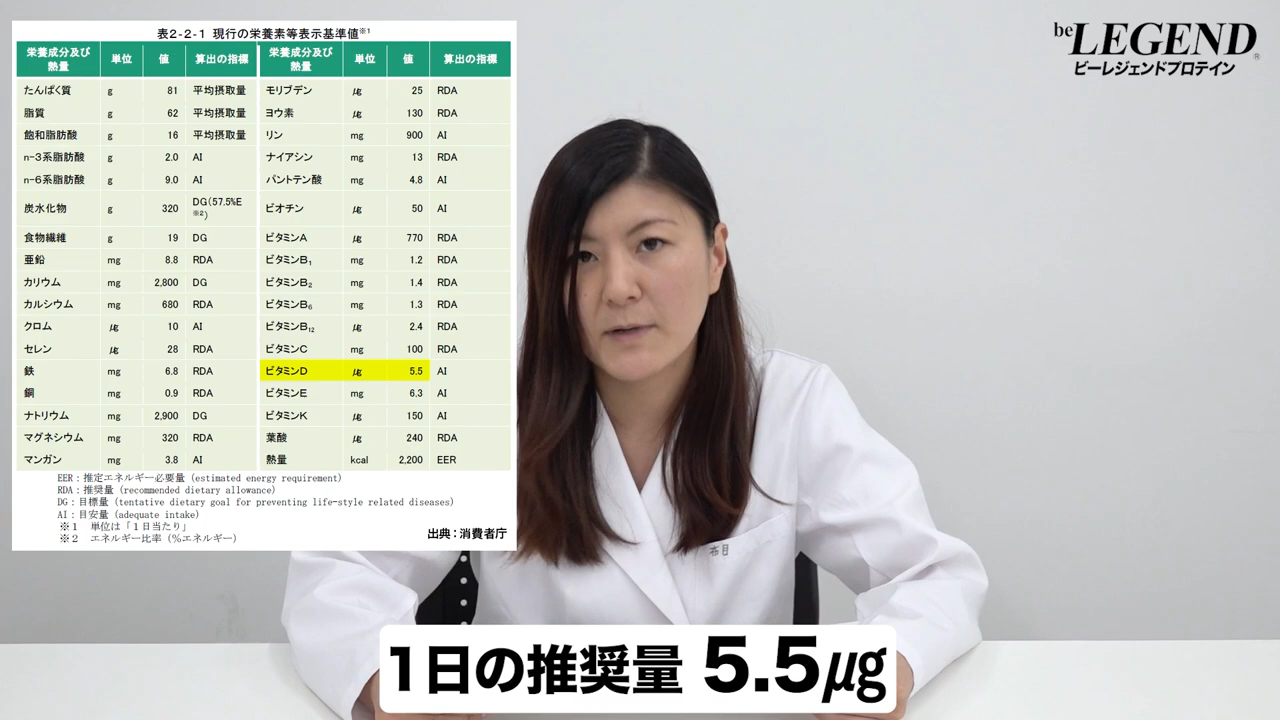 表2-2-1 現行の栄養素等表示基準値※1
栄養成分及び熱量 単位 値 算出の指標 栄養成分及び熱量 単位 値 算出の指標
たんぱく質 g 81 平均摂取量 モリブデン μg 25 RDA
脂質 g 62 平均摂取量 ヨウ素 μg 130 RDA
飽和脂肪酸 g 16 平均摂取量 リン mg 900 AI
n-3系脂肪酸 g 2.0 AI ナイアシン mg 13 RDA
n-6系脂肪酸 g 9.0 AI パントテン酸 mg 4.8 AI
炭水化物 g 320 DG(57.5%E※2) ビオチン μg 50 AI
食物繊維 g 19 DG ビタミンA μg 770 RDA
亜鉛 mg 8.8 RDA ビタミンB1 mg 1.2 RDA
カリウム mg 2,800 DG ビタミンB2 mg 1.4 RDA
カルシウム mg 680 RDA ビタミンB6 mg 1.3 RDA
クロム μg 10 AI ビタミンB12 μg 2.4 RDA
セレン μg 28 RDA ビタミンC mg 100 RDA
鉄 mg 6.8 RDA ビタミンD μg 5.5 AI
銅 mg 0.9 RDA ビタミンE mg 6.3 AI
ナトリウム mg 2,900 DG ビタミンK μg 150 AI
マグネシウム mg 320 RDA 葉酸 μg 240 RDA
マンガン mg 3.8 AI 熱量 kcal 2,200 EER
EER：推定エネルギー必要量 (estimated energy requirement)
RDA：推奨量 (recommended dietary allowance)
DG：目標量 (tentative dietary goal for preventing life-style related diseases)
AI：目安量 (adequate intake)
※1 単位は「1日当たり」
※2 エネルギー比率 (%エネルギー)
出典：消費者庁
be LEGEND®
ビーレジェンドプロテイン
布目
1日の推奨量 5.5μg